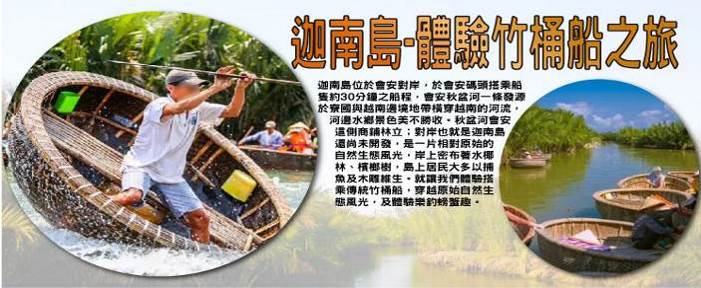 迦南島-體驗竹桶船之旅
迦南島位於會安對岸，於會安碼頭搭乘船
隻約30分鐘之船程，會安秋盆河一條發源
於寮國與越南邊境地帶橫穿越南的河流，
河邊水鄉景色美不勝收。秋盆河會安
這側商鋪林立；對岸也就是迦南島
還尚未開發，是一片相對原始的
自然生態風光，岸上密布著水椰
林、檳榔樹，島上居民大多以捕
魚及木雕維生。就讓我們體驗搭
乘傳統竹桶船，穿越原始自然生
態風光，及體驗樂釣螃蟹趣。